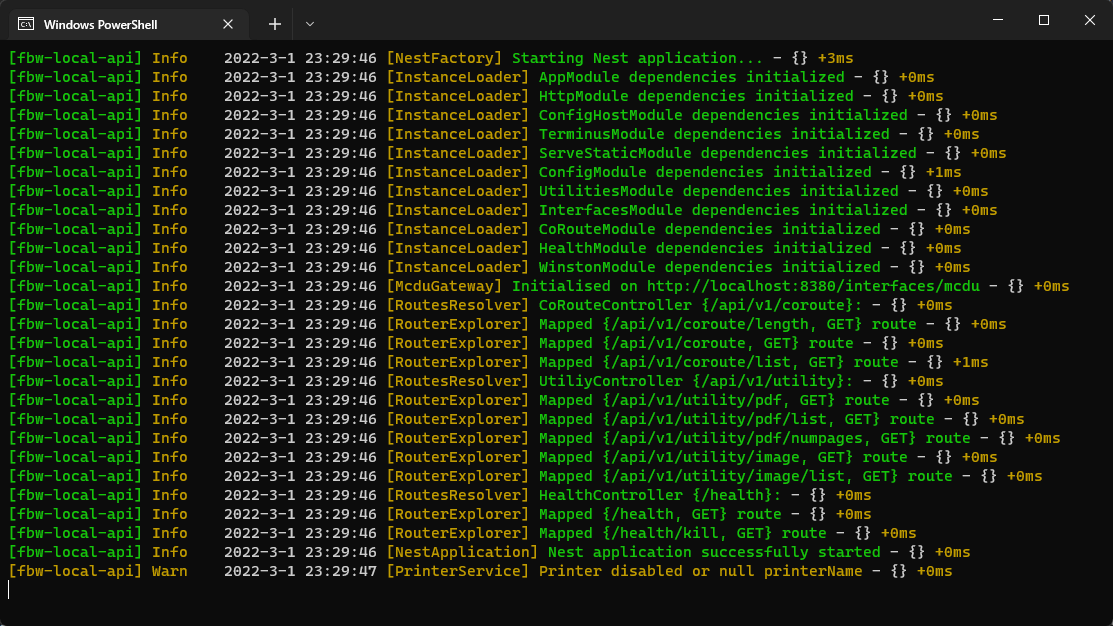 Windows PowerShell
[fbw-local-api] Info 2022-3-1 23:29:46 [NestFactory] Starting Nest application... - {} +3ms
[fbw-local-api] Info 2022-3-1 23:29:46 [InstanceLoader] AppModule dependencies initialized - {} +0ms
[fbw-local-api] Info 2022-3-1 23:29:46 [InstanceLoader] HttpModule dependencies initialized - {} +0ms
[fbw-local-api] Info 2022-3-1 23:29:46 [InstanceLoader] ConfigHostModule dependencies initialized - {} +0ms
[fbw-local-api] Info 2022-3-1 23:29:46 [InstanceLoader] TerminusModule dependencies initialized - {} +0ms
[fbw-local-api] Info 2022-3-1 23:29:46 [InstanceLoader] ServeStaticModule dependencies initialized - {} +0ms
[fbw-local-api] Info 2022-3-1 23:29:46 [InstanceLoader] ConfigModule dependencies initialized - {} +1ms
[fbw-local-api] Info 2022-3-1 23:29:46 [InstanceLoader] UtilitiesModule dependencies initialized - {} +0ms
[fbw-local-api] Info 2022-3-1 23:29:46 [InstanceLoader] InterfacesModule dependencies initialized - {} +0ms
[fbw-local-api] Info 2022-3-1 23:29:46 [InstanceLoader] CoRouteModule dependencies initialized - {} +0ms
[fbw-local-api] Info 2022-3-1 23:29:46 [InstanceLoader] HealthModule dependencies initialized - {} +0ms
[fbw-local-api] Info 2022-3-1 23:29:46 [InstanceLoader] WinstonModule dependencies initialized - {} +0ms
[fbw-local-api] Info 2022-3-1 23:29:46 [McduGateway] Initialised on http://localhost:8380/interfaces/mcdu - {} +0ms
[fbw-local-api] Info 2022-3-1 23:29:46 [RoutesResolver] CoRouteController {/api/v1/coroute}: - {} +0ms
[fbw-local-api] Info 2022-3-1 23:29:46 [RouterExplorer] Mapped {/api/v1/coroute/length, GET} route - {} +0ms
[fbw-local-api] Info 2022-3-1 23:29:46 [RouterExplorer] Mapped {/api/v1/coroute, GET} route - {} +0ms
[fbw-local-api] Info 2022-3-1 23:29:46 [RouterExplorer] Mapped {/api/v1/coroute/list, GET} route - {} +1ms
[fbw-local-api] Info 2022-3-1 23:29:46 [RoutesResolver] UtiliyController {/api/v1/utility}: - {} +0ms
[fbw-local-api] Info 2022-3-1 23:29:46 [RouterExplorer] Mapped {/api/v1/utility/pdf, GET} route - {} +0ms
[fbw-local-api] Info 2022-3-1 23:29:46 [RouterExplorer] Mapped {/api/v1/utility/pdf/list, GET} route - {} +0ms
[fbw-local-api] Info 2022-3-1 23:29:46 [RouterExplorer] Mapped {/api/v1/utility/pdf/numpages, GET} route - {} +0ms
[fbw-local-api] Info 2022-3-1 23:29:46 [RouterExplorer] Mapped {/api/v1/utility/image, GET} route - {} +0ms
[fbw-local-api] Info 2022-3-1 23:29:46 [RouterExplorer] Mapped {/api/v1/utility/image/list, GET} route - {} +0ms
[fbw-local-api] Info 2022-3-1 23:29:46 [RoutesResolver] HealthController {/health}: - {} +0ms
[fbw-local-api] Info 2022-3-1 23:29:46 [RouterExplorer] Mapped {/health, GET} route - {} +0ms
[fbw-local-api] Info 2022-3-1 23:29:46 [RouterExplorer] Mapped {/health/kill, GET} route - {} +0ms
[fbw-local-api] Info 2022-3-1 23:29:46 [NestApplication] Nest application successfully started - {} +0ms
[fbw-local-api] Warn 2022-3-1 23:29:47 [PrinterService] Printer disabled or null printerName - {} +0ms